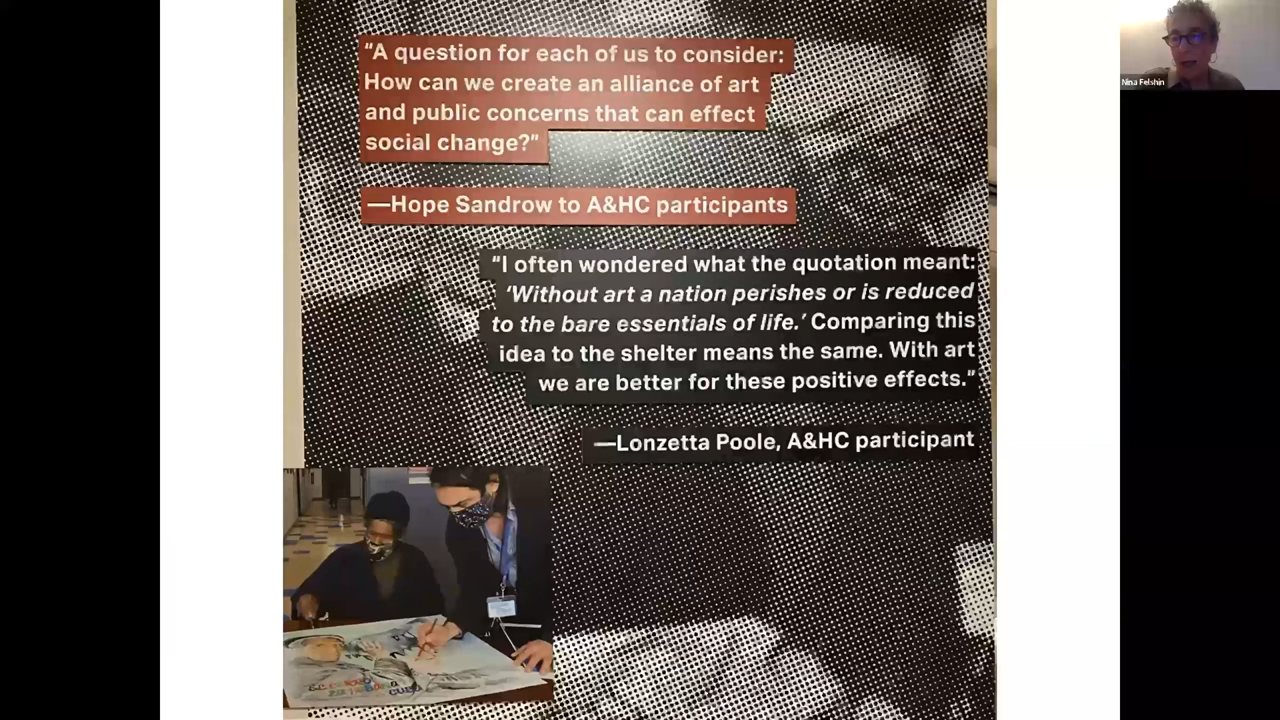 “A question for each of us to consider:
How can we create an alliance of art
and public concerns that can effect
social change?”
—Hope Sandrow to A&HC participants
“I often wondered what the quotation meant:
‘Without art a nation perishes or is reduced
to the bare essentials of life.’ Comparing this
idea to the shelter means the same. With art
we are better for these positive effects.”
—Lonzetta Poole, A&HC participant
Nina Felshin